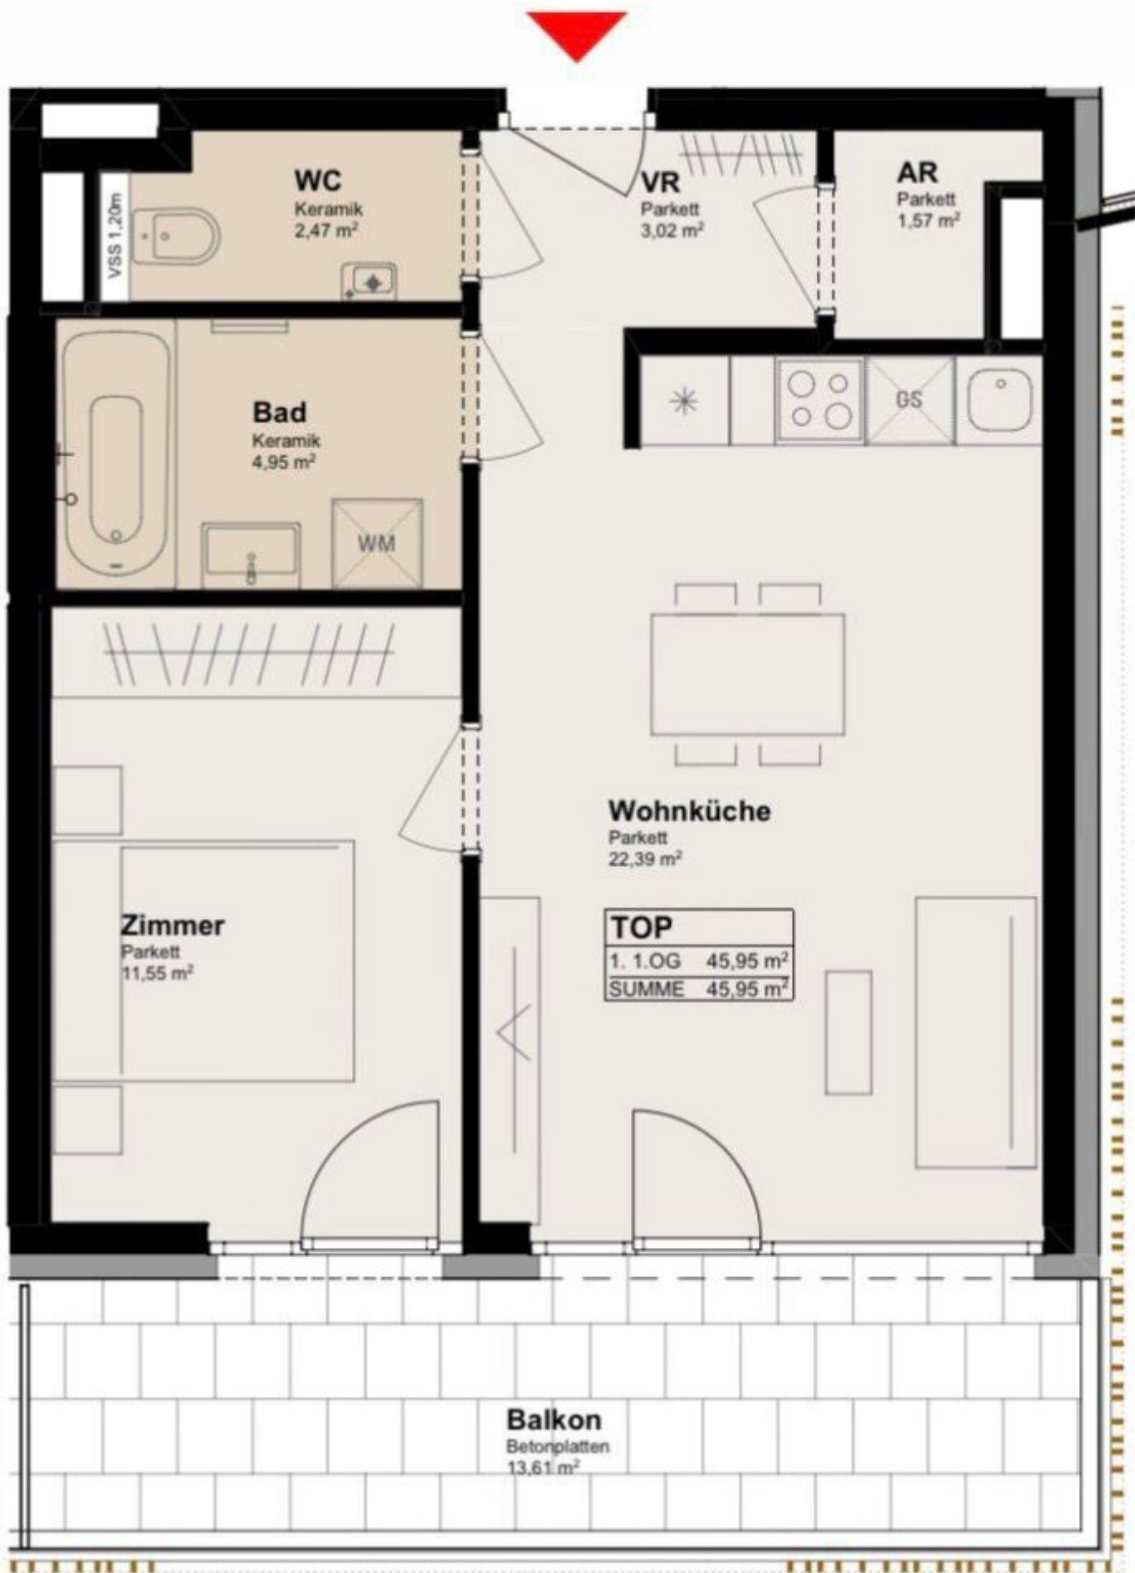 WC
Keramik
2,47 m²
VSS 1,20m
VR
Parkett
3,02 m²
AR
Parkett
1,57 m²
Bad
Keramik
4,95 m²
WM
GS
Wohnküche
Parkett
22,39 m²
Zimmer
Parkett
11,55 m²
TOP
1. 1.OG 45,95 m²
SUMME 45,95 m²
Balkon
Betonplatten
13,61 m²